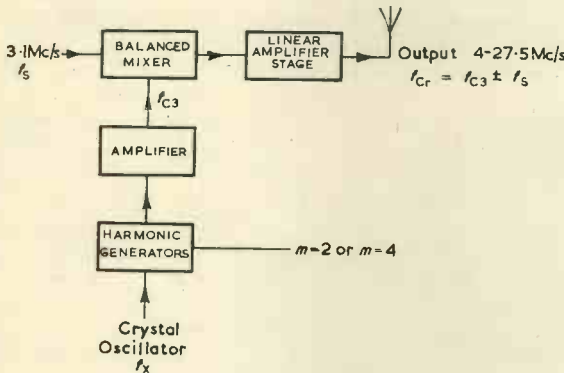 3·1Mc/s
fS
BALANCED
MIXER
LINEAR
AMPLIFIER
STAGE
Output 4-27·5Mc/s
fCr = fC3 ± fS
fC3
AMPLIFIER
HARMONIC
GENERATORS
m=2 or m=4
Crystal
Oscillator
fX